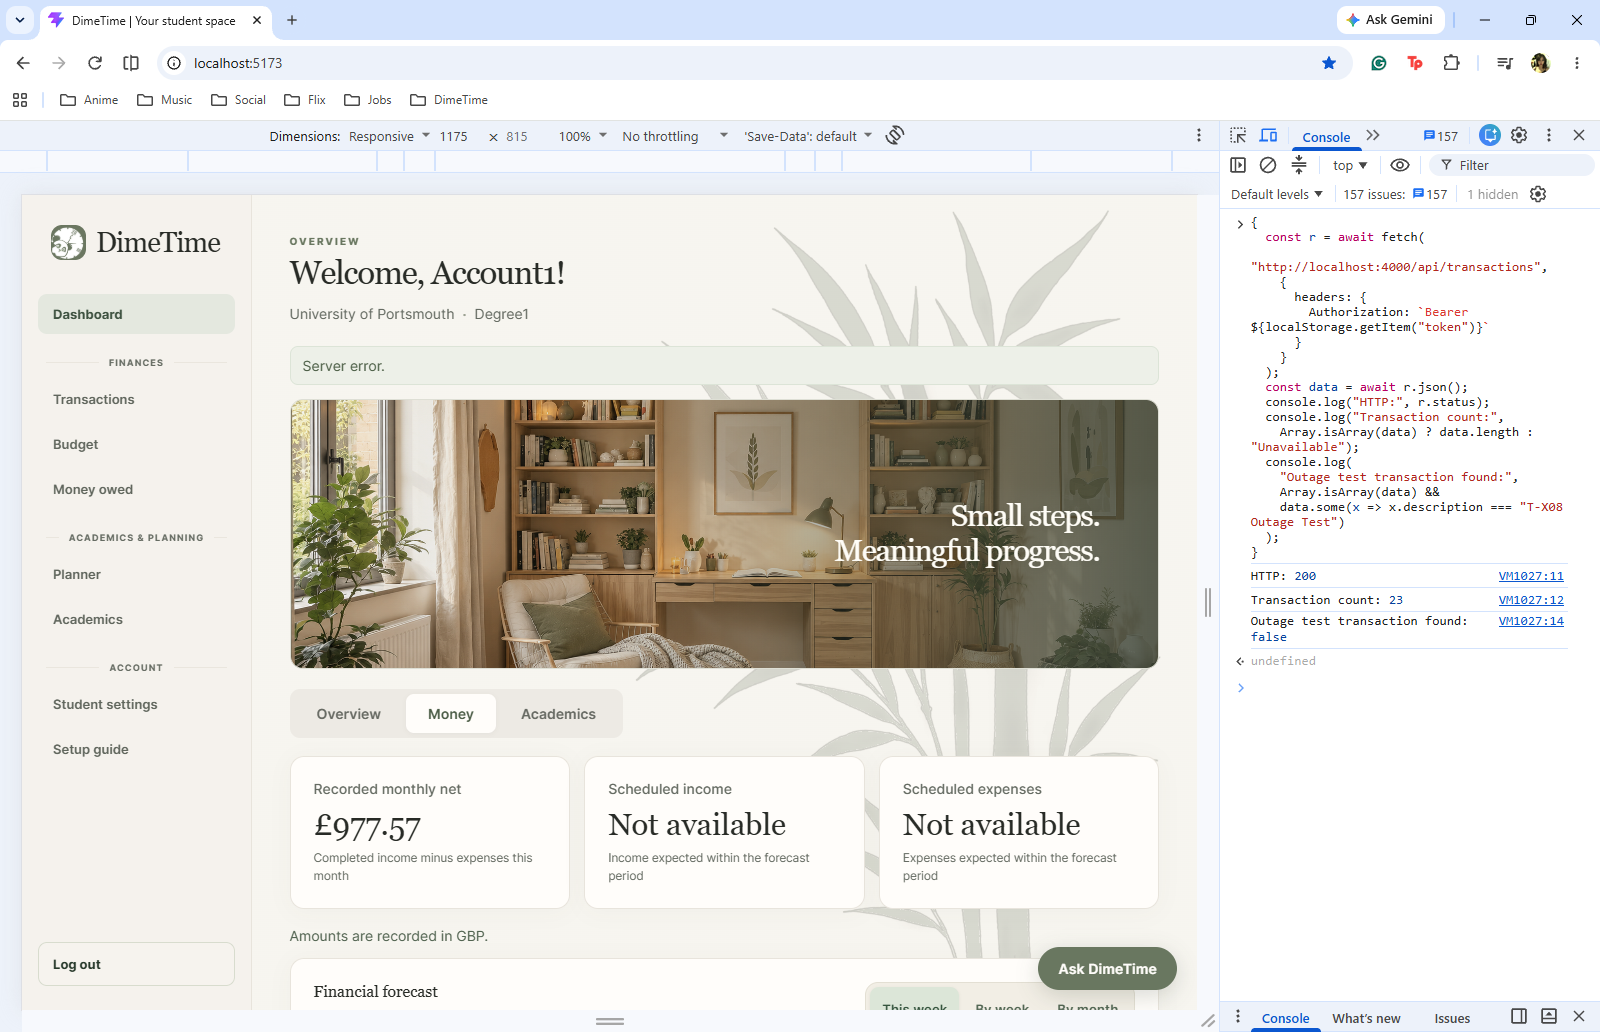 DimeTime | Your student space
Ask Gemini
localhost:5173
Anime
Music
Social
Flix
Jobs
DimeTime
Dimensions: Responsive 1175 × 815 100% No throttling 'Save-Data': default
Console
157
top
Filter
Default levels
157 issues: 157
1 hidden
DimeTime
Dashboard
FINANCES
Transactions
Budget
Money owed
ACADEMICS & PLANNING
Planner
Academics
ACCOUNT
Student settings
Setup guide
Log out
OVERVIEW
Welcome, Account1!
University of Portsmouth · Degree1
Server error.
Small steps.
Meaningful progress.
Overview
Money
Academics
Recorded monthly net
£977.57
Completed income minus expenses this
month
Scheduled income
Not available
Income expected within the forecast
period
Scheduled expenses
Not available
Expenses expected within the forecast
period
Amounts are recorded in GBP.
Financial forecast
This week
By week
By month
Ask DimeTime
{
const r = await fetch(
"http://localhost:4000/api/transactions",
{
headers: {
Authorization: `Bearer
${localStorage.getItem("token")}`
}
}
);
const data = await r.json();
console.log("HTTP:", r.status);
console.log("Transaction count:",
Array.isArray(data) ? data.length :
"Unavailable");
console.log(
"Outage test transaction found:",
Array.isArray(data) &&
data.some(x => x.description === "T-X08
Outage Test")
);
}
HTTP: 200 VM1027:11
Transaction count: 23 VM1027:12
Outage test transaction found: VM1027:14
false
undefined
Console
What's new
Issues